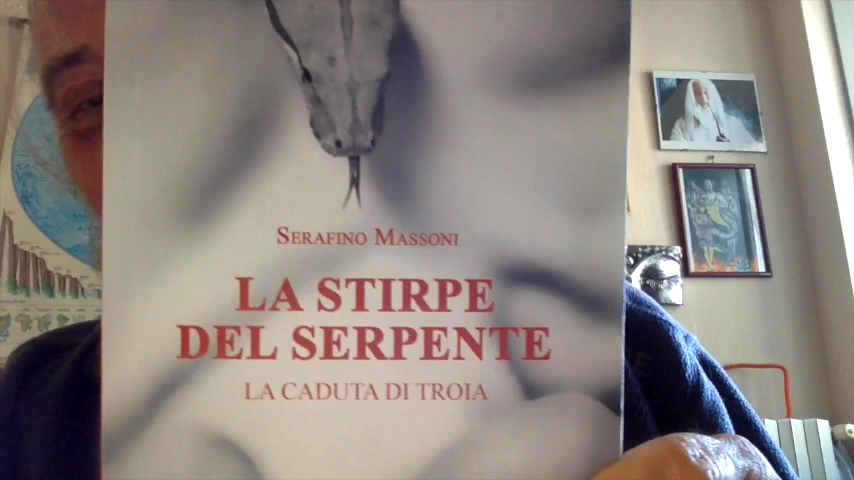 SERAFINO MASSONI
LA STIRPE
DEL SERPENTE
LA CADUTA DI TROIA